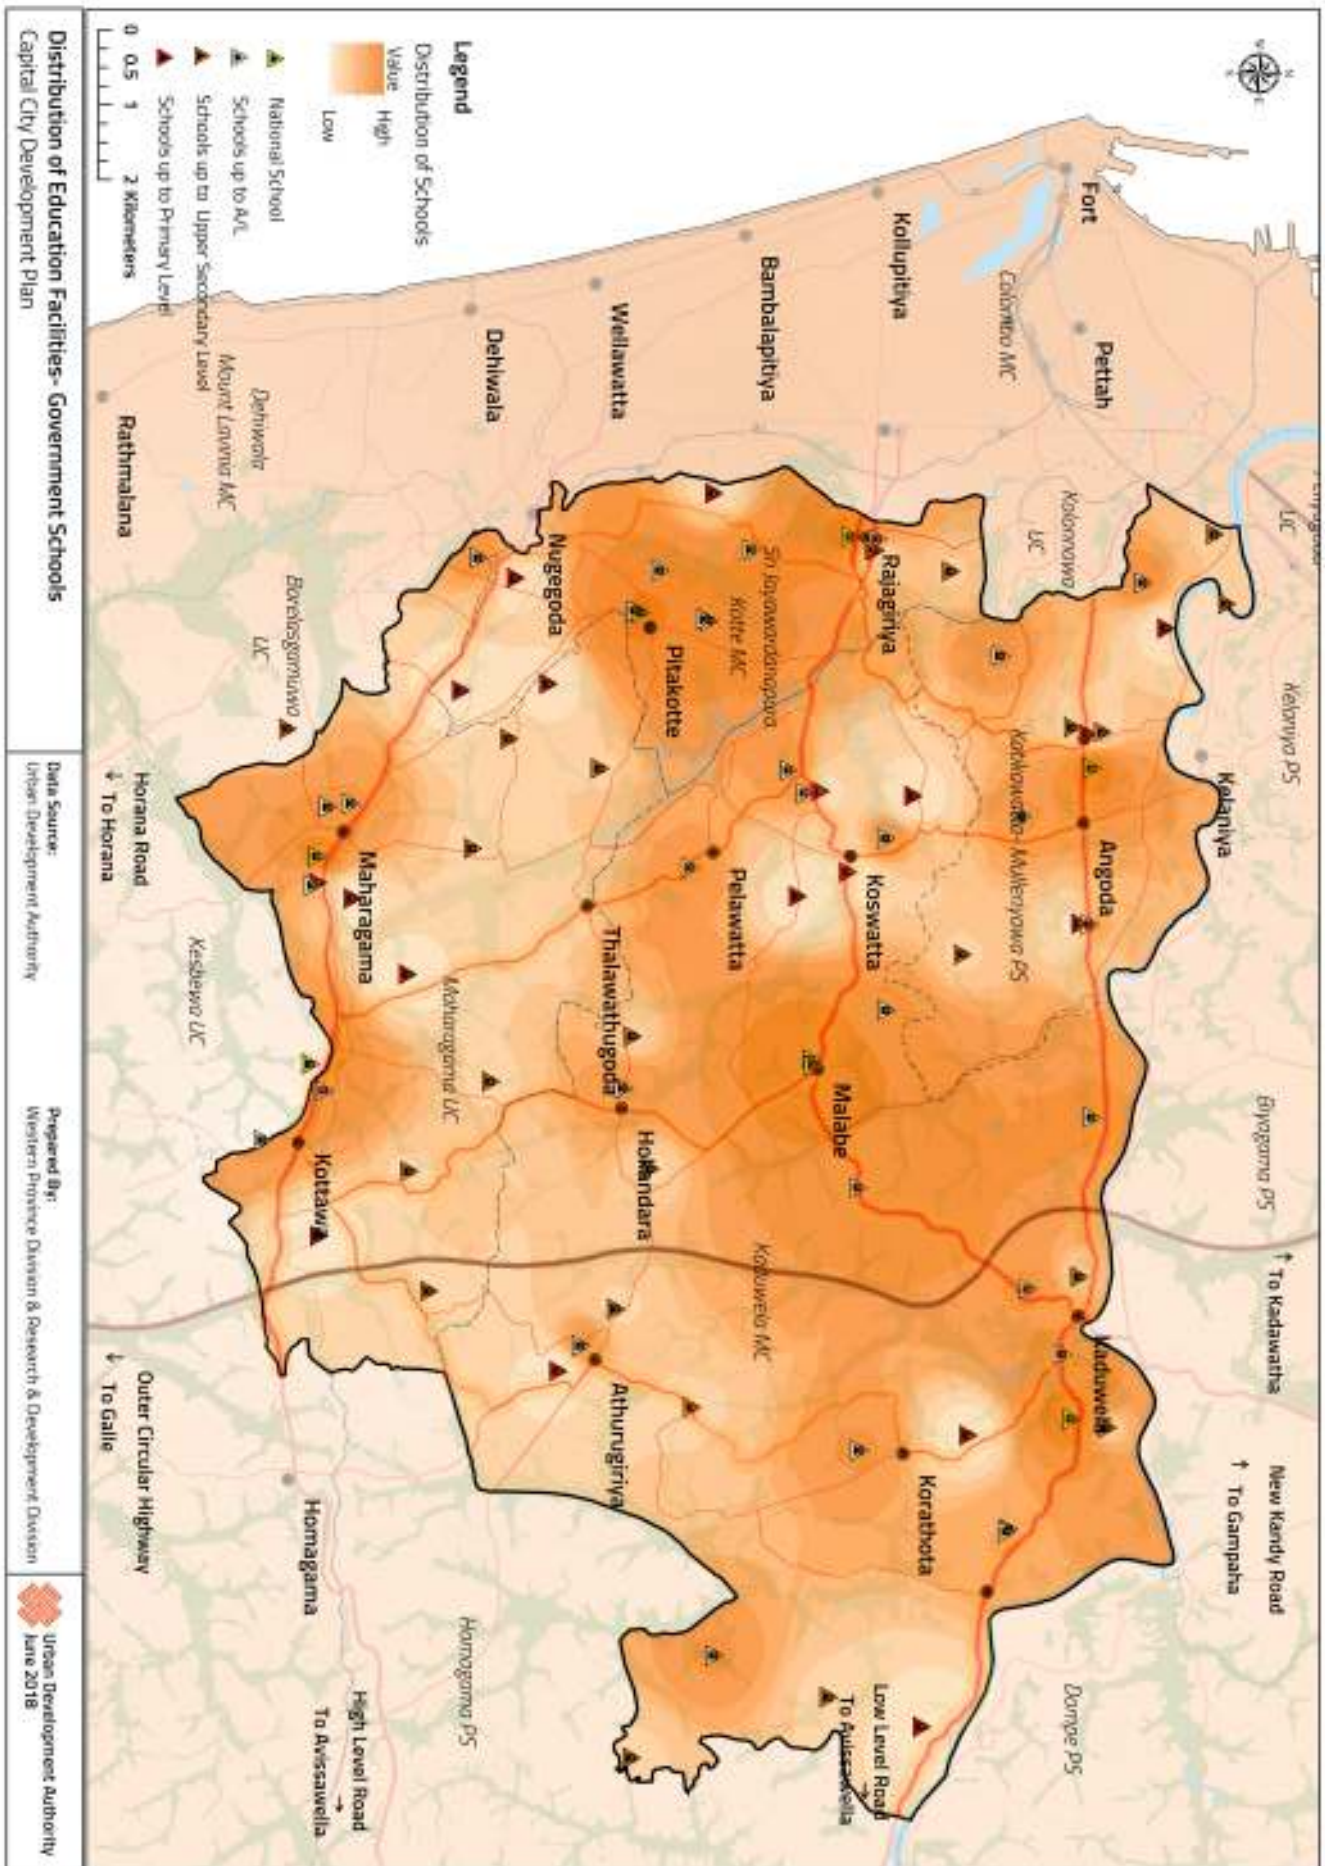 N
Fort
Pettah
Kollupitiya
Colombo MC
Bambalapitiya
Wellawatta
Dehiwala
Dehiwala
Mount Lavinia MC
Rathmalana
UC
Kolonnawa
UC
Kelaniya PS
Kelaniya
Rajagiriya
Sri Jayawardanapura
Kotte MC
Nugegoda
Pitakotte
Boralasgamuwa
UC
Kotikawatta- Mulleriyawa PS
Angoda
Koswatta
Pelawatta
Maharagama
Thalawathugoda
Maharagama UC
Kesbewa UC
Horana Road
↓ To Horana
Malabe
Hokandara
Kottawa
Biyagama PS
↑ To Kadawatha
Kaduwela
Kaduwela MC
New Kandy Road
↑ To Gampaha
Athurugiriya
Korathota
Outer Circular Highway
↓ To Galle
Homagama
Homagama PS
Dompe PS
Low Level Road
To Avissawella
High Level Road
To Avissawella
Legend
Distribution of Schools
Value
High
Low
National School
Schools up to A/L
Schools up to Upper Secondary Level
Schools up to Primary Level
0 0.5 1 2 Kilometers
Distribution of Education Facilities- Government Schools
Capital City Development Plan
Data Source:
Urban Development Authority
Prepared By:
Western Province Division & Research & Development Division
Urban Development Authority
June 2018